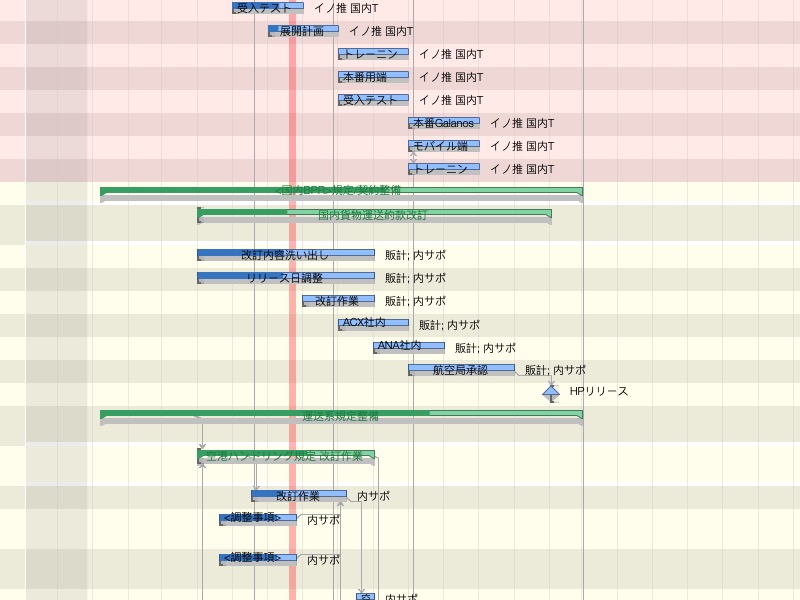 受入テスト イノ推 国内T
展開計画 イノ推 国内T
トレーニン イノ推 国内T
本番用端 イノ推 国内T
受入テスト イノ推 国内T
本番Galanos イノ推 国内T
モバイル端 イノ推 国内T
トレーニン イノ推 国内T
<国内BPR>規定/契約整備
国内貨物運送約款改訂
改訂内容洗い出し 販計; 内サポ
リリース日調整 販計; 内サポ
改訂作業 販計; 内サポ
ACX社内 販計; 内サポ
ANA社内 販計; 内サポ
航空局承認 販計; 内サポ
HPリリース
運送系規定整備
空港ハンドリング規定 改訂作業
改訂作業 内サポ
<調整事項> 内サポ
<調整事項> 内サポ
内サポ